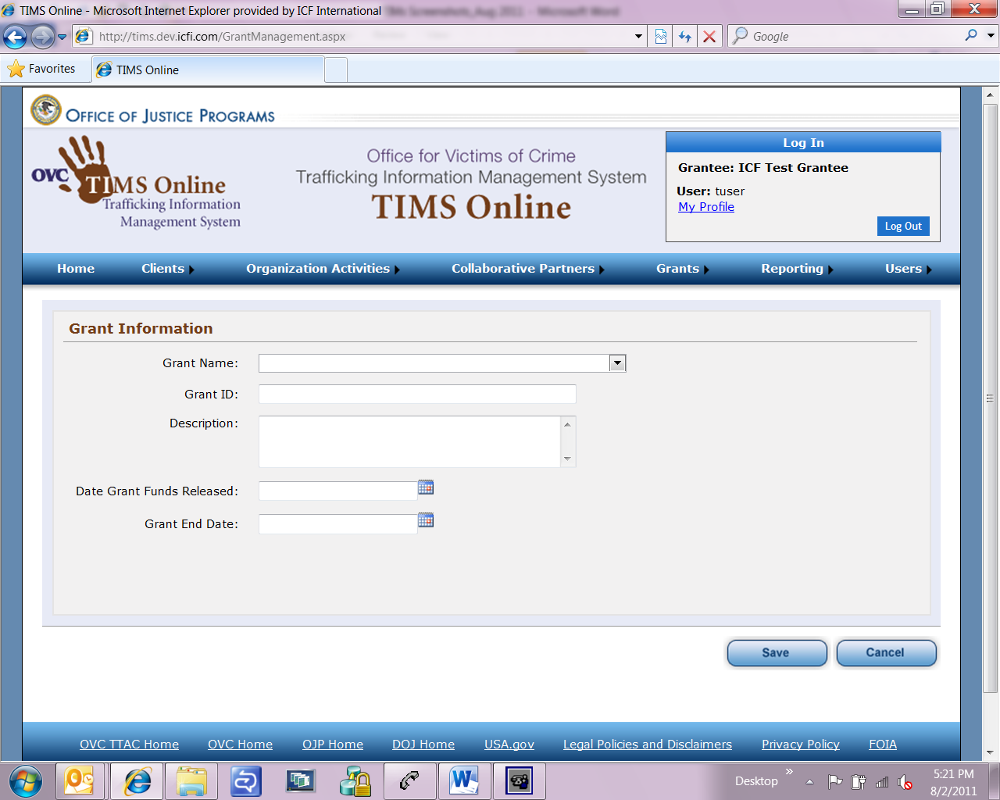 TIMS Online - Microsoft Internet Explorer provided by ICF International
TIMs Screenshots_Aug 2011 - Microsoft Word
http://tims.dev.icfi.com/GrantManagement.aspx
Google
Favorites
TIMS Online
OFFICE OF JUSTICE PROGRAMS
OVC
TIMS Online
Trafficking Information
Management System
Office for Victims of Crime
Trafficking Information Management System
TIMS Online
Log In
Grantee: ICF Test Grantee
User: tuser
My Profile
Log Out
Home Clients Organization Activities Collaborative Partners Grants Reporting Users
Grant Information
Grant Name:
Grant ID:
Description:
Date Grant Funds Released:
Grant End Date:
Save Cancel
OVC TTAC Home OVC Home OJP Home DOJ Home USA.gov Legal Policies and Disclaimers Privacy Policy FOIA
Desktop »
5:21 PM
8/2/2011